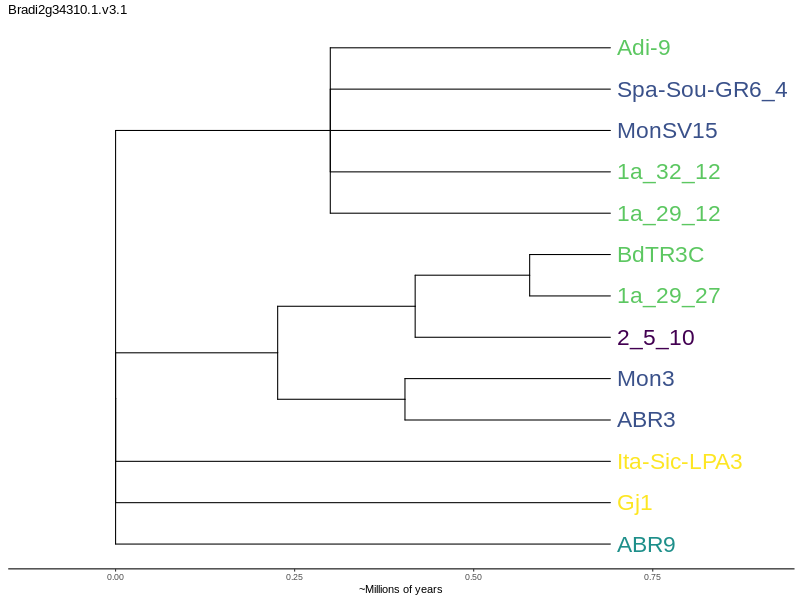 Bradi2g34310.1.v3.1
Adi-9
Spa-Sou-GR6_4
MonSV15
1a_32_12
1a_29_12
BdTR3C
1a_29_27
2_5_10
Mon3
ABR3
Ita-Sic-LPA3
Gj1
ABR9
0.00 0.25 0.50 0.75
~Millions of years